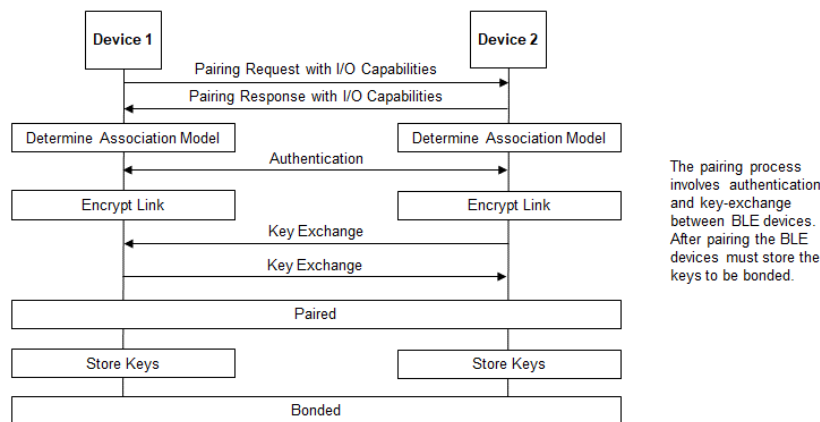 Device 1
Device 2
Pairing Request with I/O Capabilities
Pairing Response with I/O Capabilities
Determine Association Model
Determine Association Model
Authentication
Encrypt Link
Encrypt Link
Key Exchange
Key Exchange
Paired
Store Keys
Store Keys
Bonded
The pairing process
involves authentication
and key-exchange
between BLE devices.
After pairing the BLE
devices must store the
keys to be bonded.